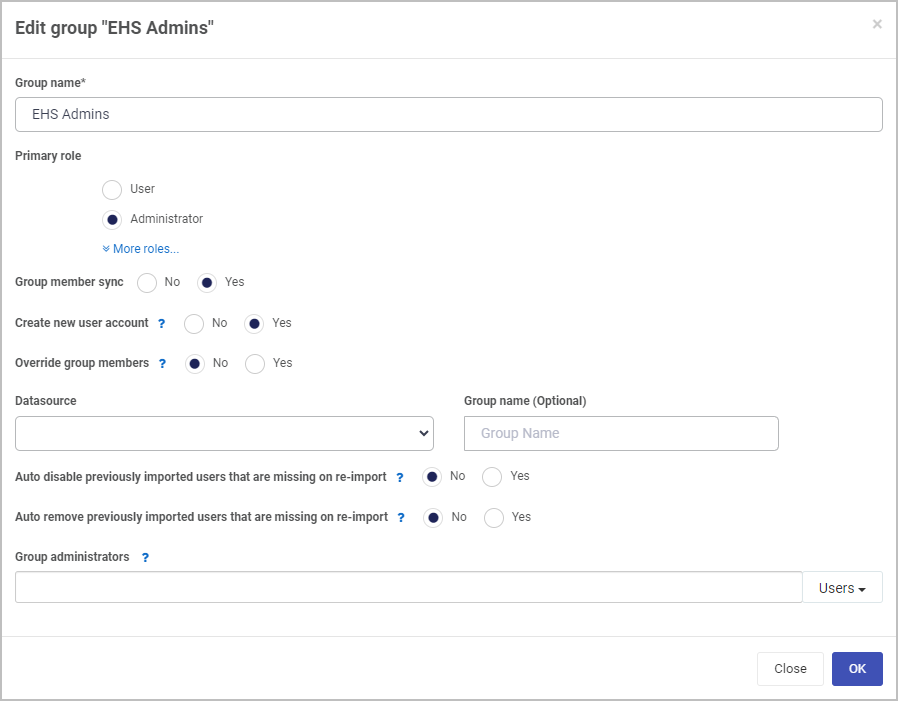 Edit group "EHS Admins"
×
Group name*
EHS Admins
Primary role
User
Administrator
More roles...
Group member sync No Yes
Create new user account ? No Yes
Override group members ? No Yes
Datasource Group name (Optional)
Group Name
Auto disable previously imported users that are missing on re-import ? No Yes
Auto remove previously imported users that are missing on re-import ? No Yes
Group administrators ?
Users
Close OK